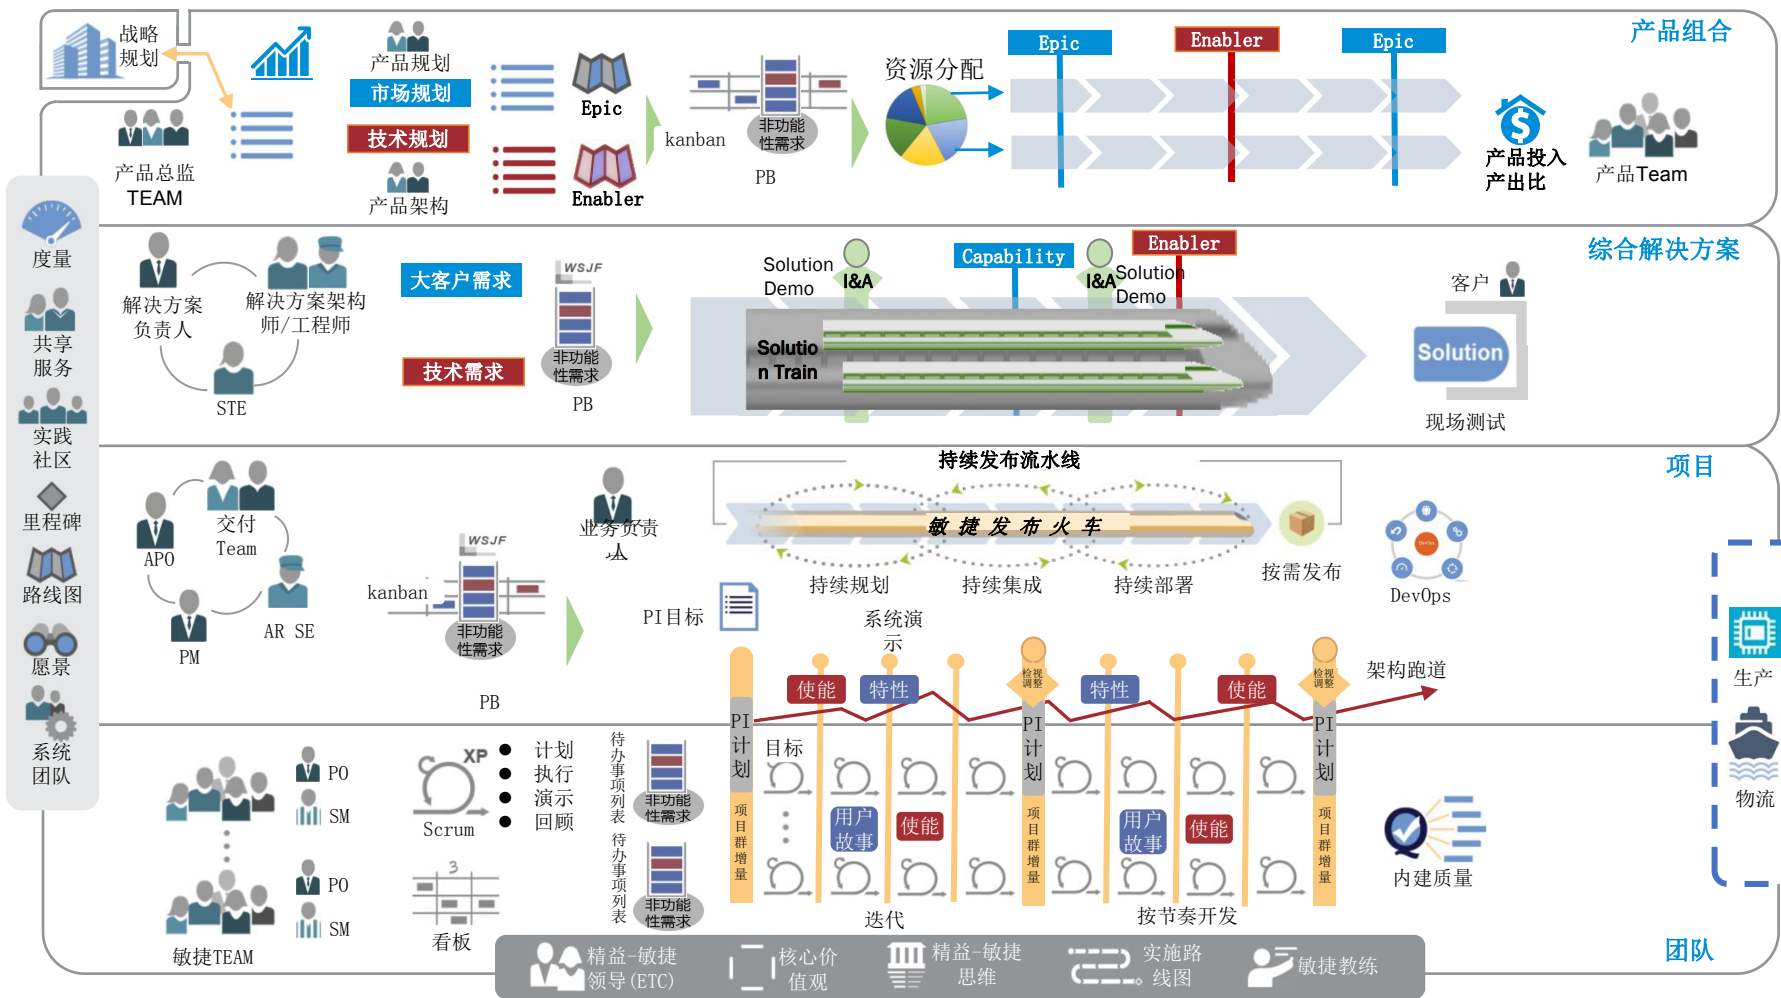 战略
规划
产品总监
TEAM
产品规划
市场规划
技术规划
产品架构
Epic
Enabler
kanban
非功能
性需求
PB
资源分配
Epic
Enabler
Epic
产品投入
产出比
产品组合
产品Team
度量
共享
服务
实践
社区
里程碑
路线图
愿景
系统
团队
解决方案
负责人
解决方案架构
师/工程师
STE
大客户需求
技术需求
WSJF
非功能
性需求
PB
Solution
Demo
I&A
Capability
I&A
Solution
Demo
Enabler
Solutio
n Train
综合解决方案
客户
Solution
现场测试
APO
交付
Team
PM
AR SE
kanban
WSJF
非功能
性需求
PB
业务负责
人
持续发布流水线
敏捷发布火车
持续规划
持续集成
持续部署
按需发布
DevOps
DevOps
项目
PI目标
系统演
示
使能
特性
检视
调整
特性
使能
检视
调整
架构跑道
生产
物流
PI计划
项目群增量
目标
PI计划
项目群增量
PI计划
项目群增量
用户
故事
使能
用户
故事
使能
迭代
按节奏开发
内建质量
PO
SM
PO
SM
敏捷TEAM
XP
Scrum
计划
执行
演示
回顾
3
看板
待办事项列表
非功能
性需求
待办事项列表
非功能
性需求
团队
精益-敏捷
领导(ETC)
核心价
值观
精益-敏捷
思维
实施路
线图
敏捷教练